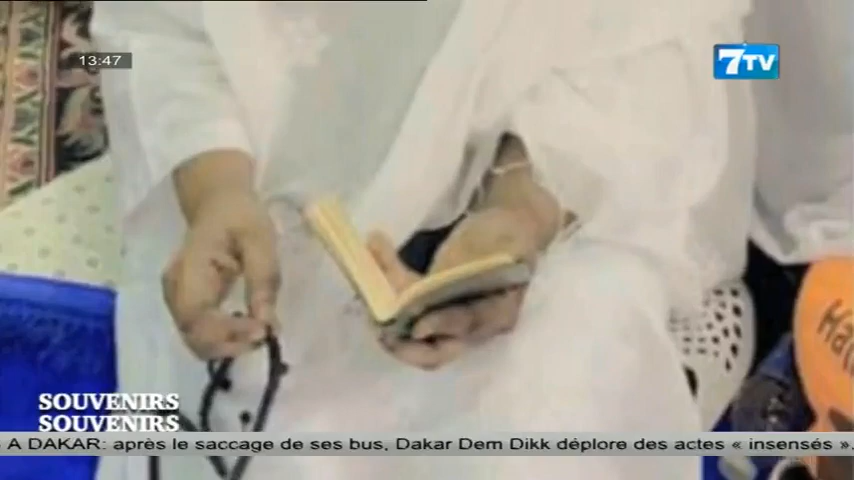 13:47
7TV
SOUVENIRS
SOUVENIRS
A DAKAR: après le saccage de ses bus, Dakar Dem Dikk déplore des actes « insensés ».